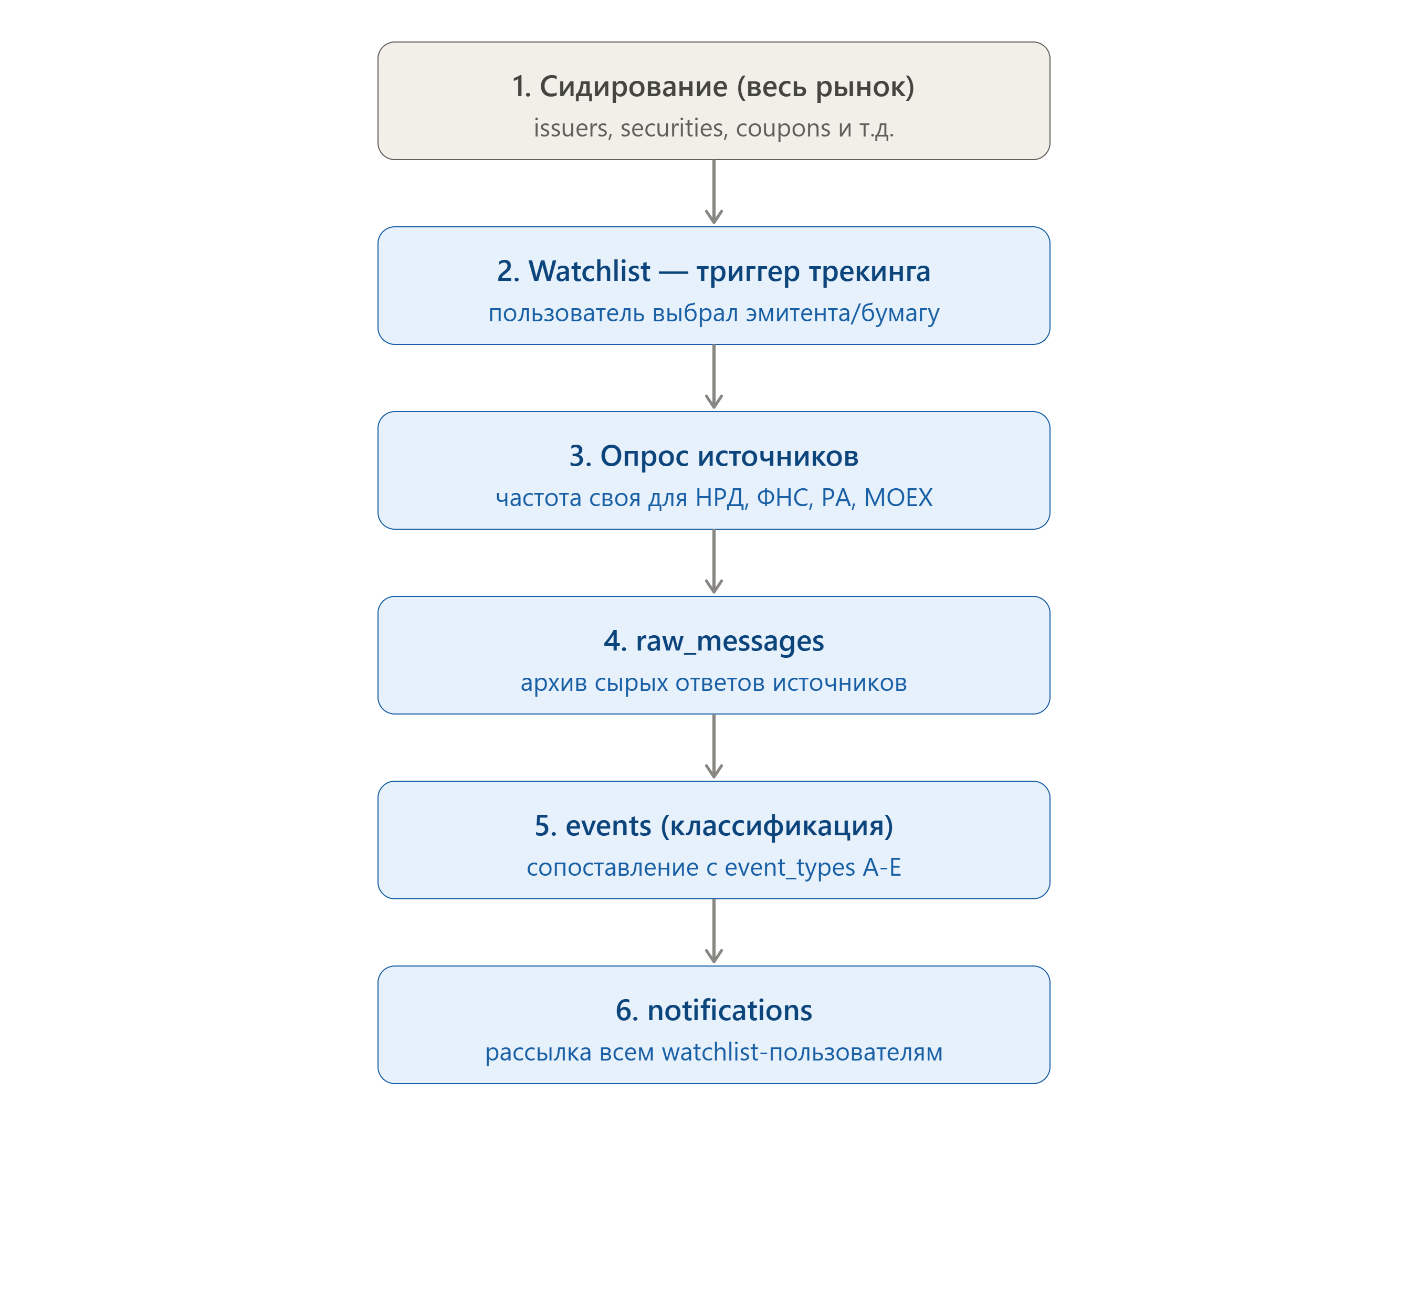 1. Сидирование (весь рынок)
issuers, securities, coupons и т.д.
2. Watchlist — триггер трекинга
пользователь выбрал эмитента/бумагу
3. Опрос источников
частота своя для НРД, ФНС, РА, MOEX
4. raw_messages
архив сырых ответов источников
5. events (классификация)
сопоставление с event_types A-E
6. notifications
рассылка всем watchlist-пользователям